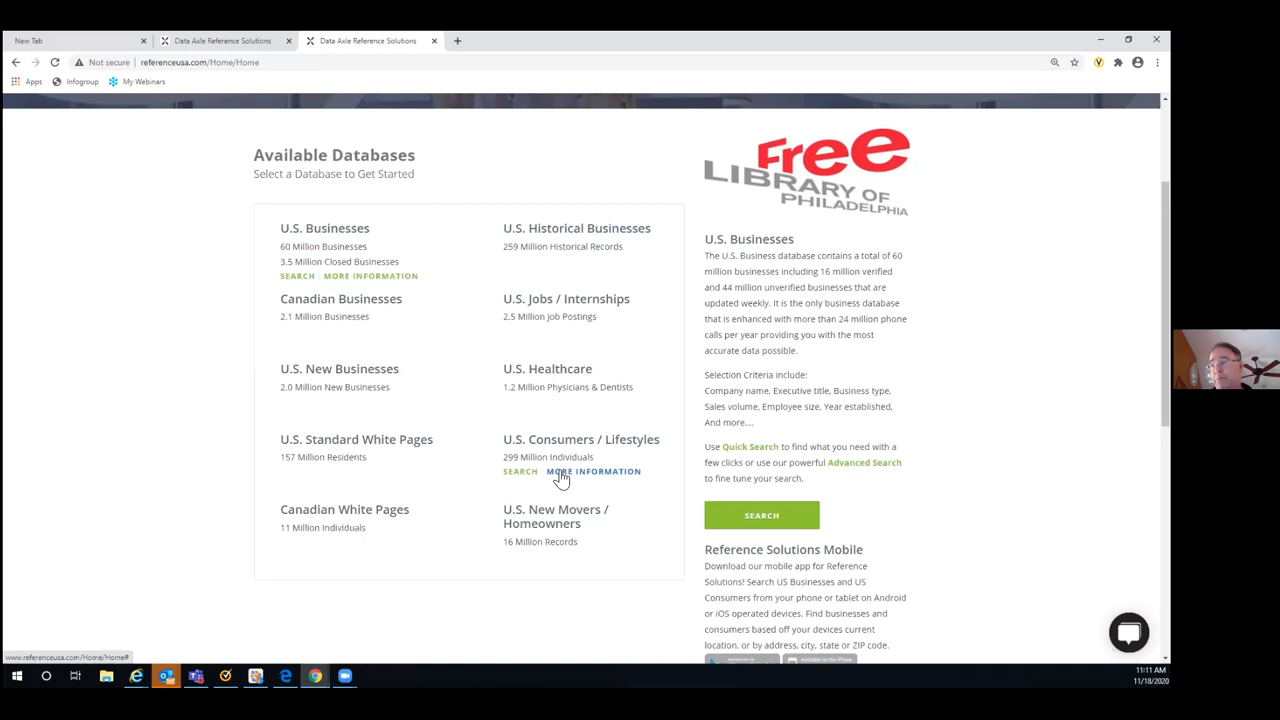 New Tab
Data Axle Reference Solutions
Data Axle Reference Solutions
Not secure
referenceusa.com/Home/Home
Apps
Infogroup
My Webinars
Available Databases
Select a Database to Get Started
U.S. Businesses
60 Million Businesses
3.5 Million Closed Businesses
SEARCH MORE INFORMATION
U.S. Historical Businesses
259 Million Historical Records
Canadian Businesses
2.1 Million Businesses
U.S. Jobs / Internships
2.5 Million Job Postings
U.S. New Businesses
2.0 Million New Businesses
U.S. Healthcare
1.2 Million Physicians & Dentists
U.S. Standard White Pages
157 Million Residents
U.S. Consumers / Lifestyles
299 Million Individuals
SEARCH MORE INFORMATION
Canadian White Pages
11 Million Individuals
U.S. New Movers /
Homeowners
16 Million Records
Free
LIBRARY OF
PHILADELPHIA
U.S. Businesses
The U.S. Business database contains a total of 60
million businesses including 16 million verified
and 44 million unverified businesses that are
updated weekly. It is the only business database
that is enhanced with more than 24 million phone
calls per year providing you with the most
accurate data possible.
Selection Criteria include:
Company name, Executive title, Business type,
Sales volume, Employee size, Year established,
And more....
Use Quick Search to find what you need with a
few clicks or use our powerful Advanced Search
to fine tune your search.
SEARCH
Reference Solutions Mobile
Download our mobile app for Reference
Solutions! Search US Businesses and US
Consumers from your phone or tablet on Android
or iOS operated devices. Find businesses and
consumers based off your devices current
location, or by address, city, state or ZIP code.
Available on the iPhone
www.referenceusa.com/Home/Home#
11:11 AM
11/18/2020